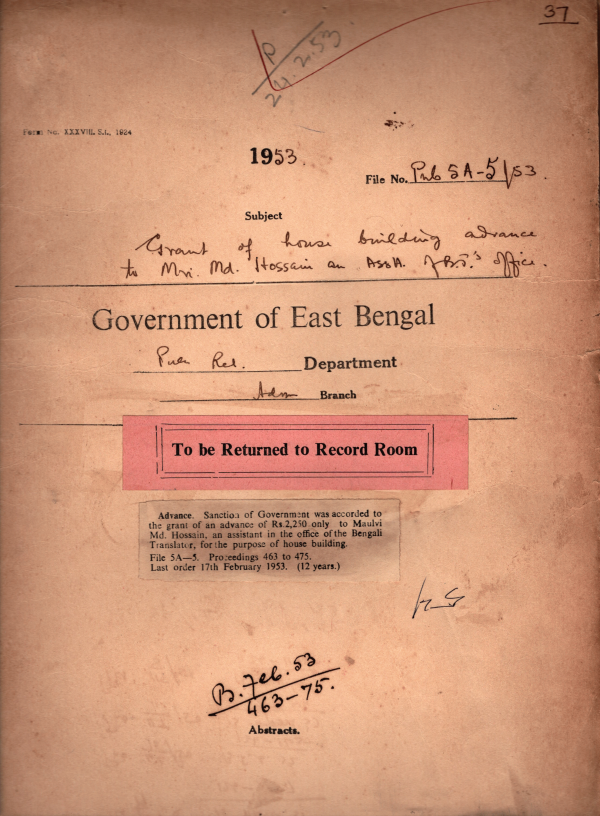 37
P
24.2.53
Form No. XXXVIII, S.L, 1924
1953.
File No. Pub 5A-5/53.
Subject
Grant of house building advance
to Mvi. Md. Hossain an Asstt. of B.T.'s office.
Government of East Bengal
Pub Rel. Department
Adm Branch
To be Returned to Record Room
Advance. Sanction of Government was accorded to
the grant of an advance of Rs.2,250 only to Maulvi
Md. Hossain, an assistant in the office of the Bengali
Translator, for the purpose of house building.
File 5A—5. Proceedings 463 to 475.
Last order 17th February 1953. (12 years.)
B. Feb. 53
463-75.
Abstracts.